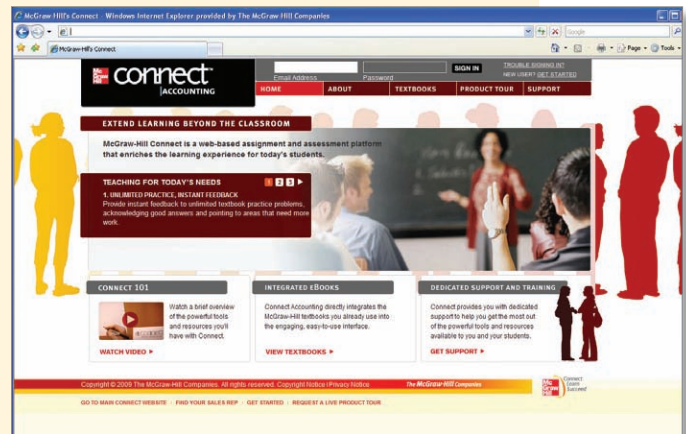 McGraw Hill's Connect - Windows Internet Explorer provided by The McGraw-Hill Companies
Google
McGraw-Hill's Connect
Page
Tools
connect
ACCOUNTING
Email Address
Password
SIGN IN
TROUBLE SIGNING IN?
NEW USER? GET STARTED
HOME
ABOUT
TEXTBOOKS
PRODUCT TOUR
SUPPORT
EXTEND LEARNING BEYOND THE CLASSROOM
McGraw-Hill Connect is a web-based assignment and assessment platform
that enriches the learning experience for today's students.
TEACHING FOR TODAY'S NEEDS
1 2 3
1. UNLIMITED PRACTICE, INSTANT FEEDBACK
Provide instant feedback to unlimited textbook practice problems,
acknowledging good answers and pointing to areas that need more
work.
CONNECT 101
Watch a brief overview
of the powerful tools
and resources you'll
have with Connect.
WATCH VIDEO
INTEGRATED eBOOKS
Connect Accounting directly integrates the
McGraw-Hill textbooks you already use into
the engaging, easy-to-use interface.
VIEW TEXTBOOKS
DEDICATED SUPPORT AND TRAINING
Connect provides you with dedicated
support to help you get the most out
of the powerful tools and resources
available to you and your students.
GET SUPPORT
Copyright © 2009 The McGraw-Hill Companies. All rights reserved. Copyright Notice | Privacy Notice
The McGraw-Hill Companies
Connect
Learn
Succeed
GO TO MAIN CONNECT WEBSITE - FIND YOUR SALES REP - GET STARTED - REQUEST A LIVE PRODUCT TOUR